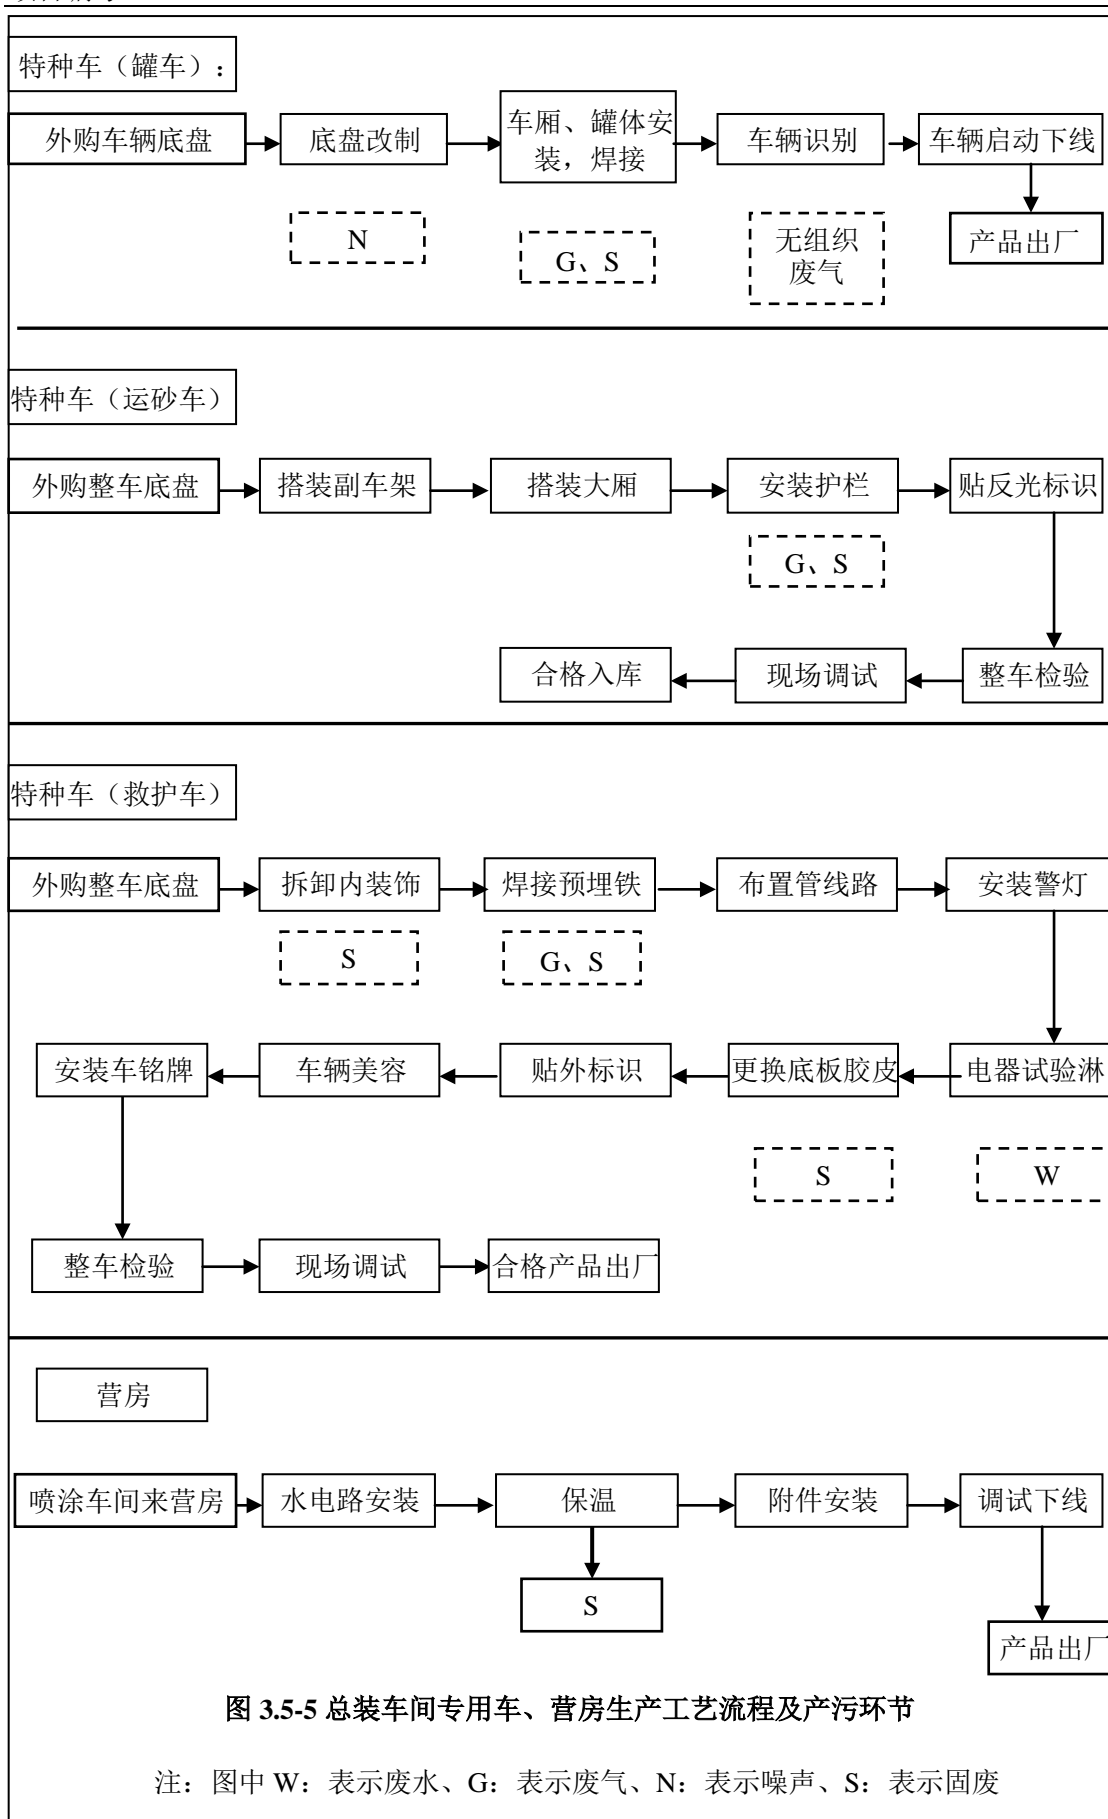 特种车（罐车）：
外购车辆底盘
底盘改制
车厢、罐体安
装，焊接
车辆识别
车辆启动下线
N
G、S
无组织
废气
产品出厂
特种车（运砂车）
外购整车底盘
搭装副车架
搭装大厢
安装护栏
贴反光标识
G、S
合格入库
现场调试
整车检验
特种车（救护车）
外购整车底盘
拆卸内装饰
焊接预埋铁
布置管线路
安装警灯
S
G、S
安装车铭牌
车辆美容
贴外标识
更换底板胶皮
电器试验淋
S
W
整车检验
现场调试
合格产品出厂
营房
喷涂车间来营房
水电路安装
保温
附件安装
调试下线
S
产品出厂
图 3.5-5 总装车间专用车、营房生产工艺流程及产污环节
注：图中 W：表示废水、G：表示废气、N：表示噪声、S：表示固废